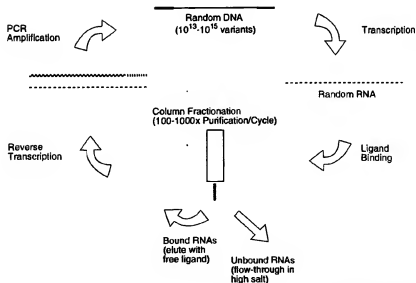 PCR
Amplification
Random DNA
(10¹³-10¹⁵ variants)
Transcription
Random RNA
Column Fractionation
(100-1000x Purification/Cycle)
Reverse
Transcription
Ligand
Binding
Bound RNAs
(elute with
free ligand)
Unbound RNAs
(flow-through in
high salt)